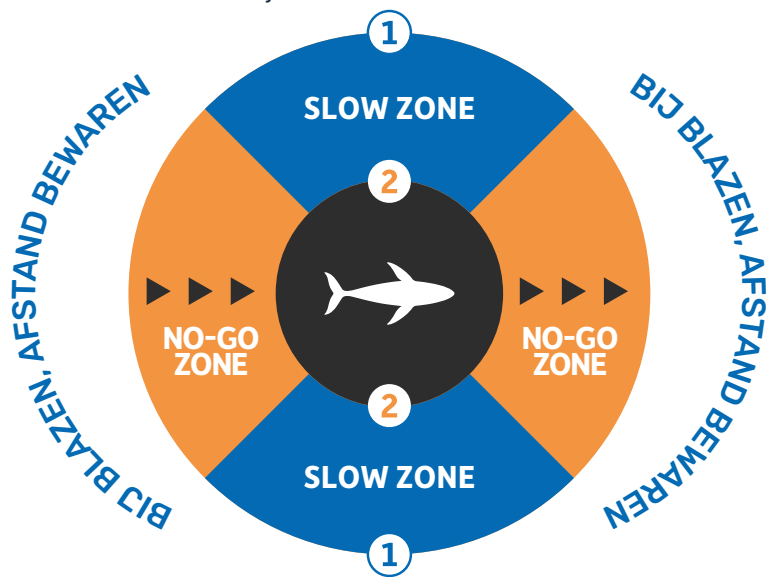 1
SLOW ZONE
2
BIJ BLAZEN, AFSTAND BEWAREN
NO-GO
ZONE
NO-GO
ZONE
BIJ BLAZEN, AFSTAND BEWAREN
2
SLOW ZONE
1